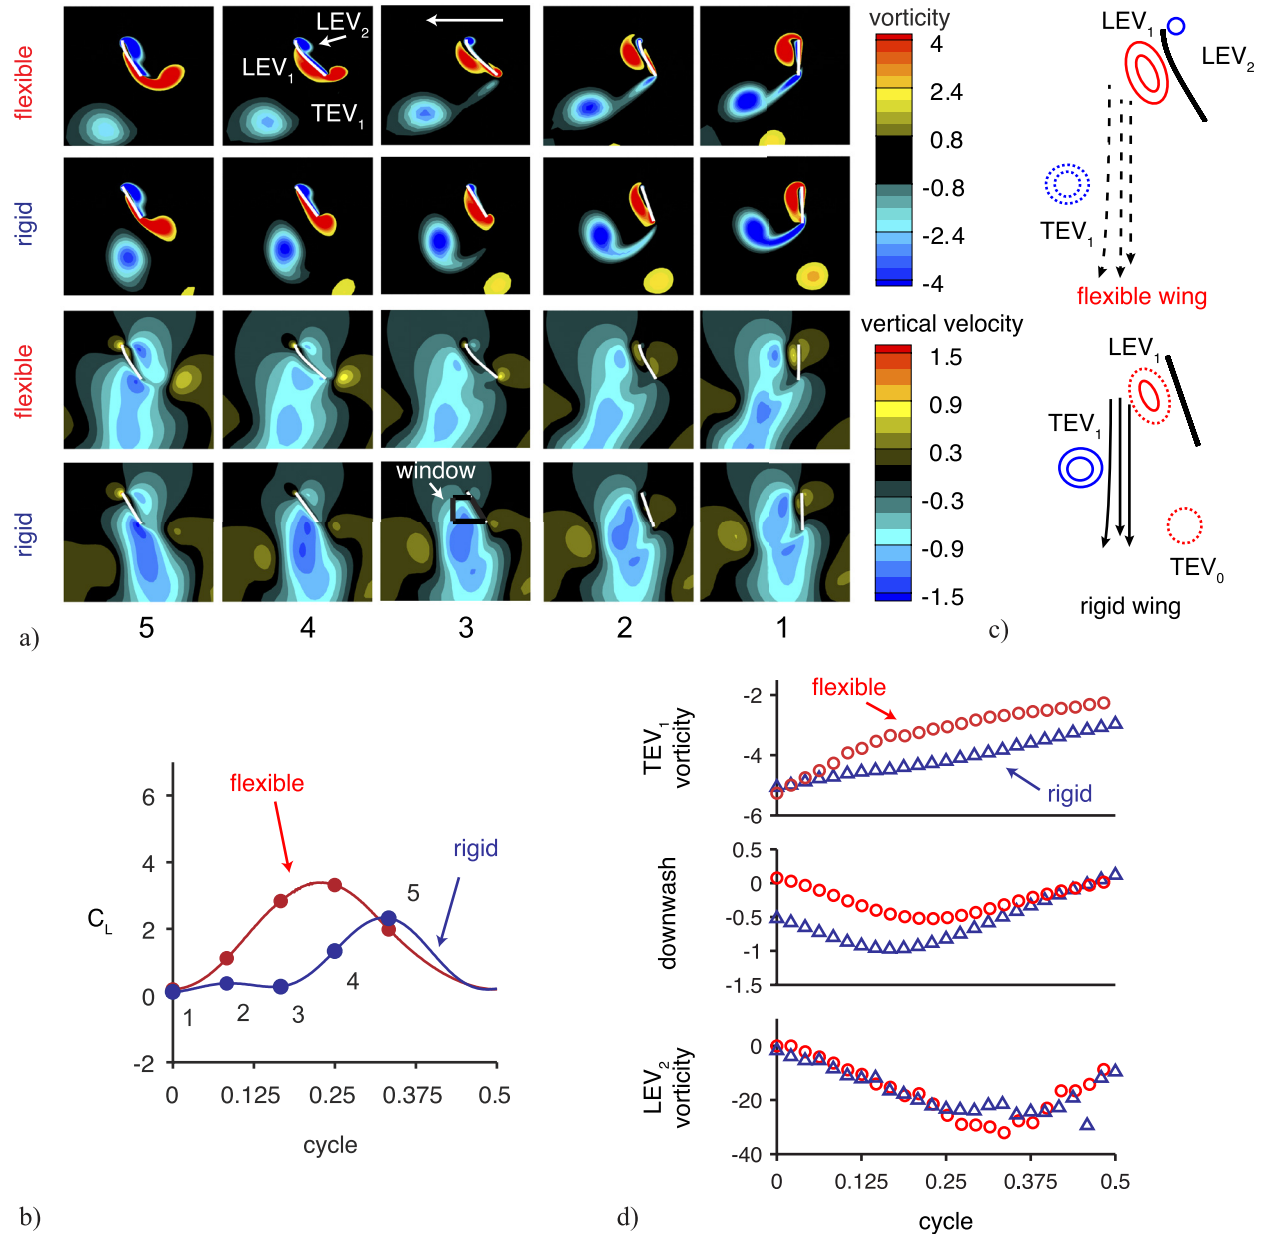 flexible
LEV2
LEV1
TEV1
rigid
flexible
rigid
window
5
4
3
2
1
a)
vorticity
4
2.4
0.8
-0.8
-2.4
-4
vertical velocity
1.5
0.9
0.3
-0.3
-0.9
-1.5
LEV1
LEV2
TEV1
flexible wing
LEV1
TEV1
TEV0
rigid wing
c)
6
4
2
0
-2
CL
flexible
rigid
1
2
3
4
5
0
0.125
0.25
0.375
0.5
cycle
b)
TEV1
vorticity
-2
-4
-6
flexible
rigid
downwash
0.5
0
-0.5
-1
-1.5
LEV2
vorticity
0
-20
-40
0
0.125
0.25
0.375
0.5
cycle
d)